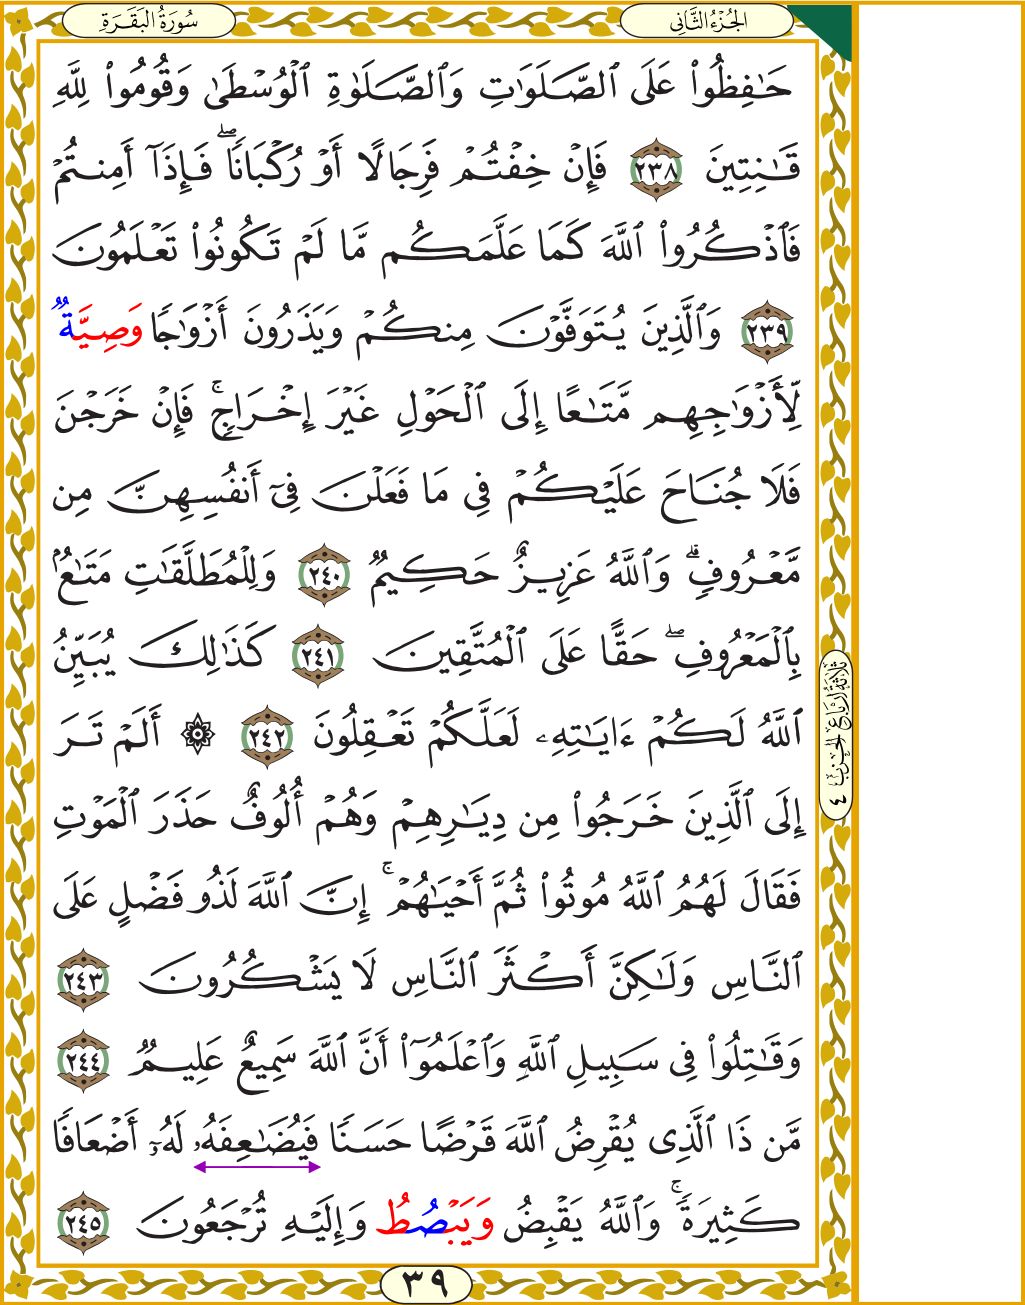 الجُزْءُ الثَّانِي
سُورَةُ البَقَرَةِ
حَٰفِظُوا۟ عَلَى ٱلصَّلَوَٰتِ وَٱلصَّلَوٰةِ ٱلْوُسْطَىٰ وَقُومُوا۟ لِلَّهِ
قَٰنِتِينَ ٢٣٨ فَإِنْ خِفْتُمْ فَرِجَالًا أَوْ رُكْبَانًا ۖ فَإِذَآ أَمِنتُمْ
فَٱذْكُرُوا۟ ٱللَّهَ كَمَا عَلَّمَكُم مَّا لَمْ تَكُونُوا۟ تَعْلَمُونَ
٢٣٩ وَٱلَّذِينَ يُتَوَفَّوْنَ مِنكُمْ وَيَذَرُونَ أَزْوَٰجًا وَصِيَّةٌ
لِّأَزْوَٰجِهِم مَّتَٰعًا إِلَى ٱلْحَوْلِ غَيْرَ إِخْرَاجٍ ۚ فَإِنْ خَرَجْنَ
فَلَا جُنَاحَ عَلَيْكُمْ فِى مَا فَعَلْنَ فِىٓ أَنفُسِهِنَّ مِن
مَّعْرُوفٍ ۗ وَٱللَّهُ عَزِيزٌ حَكِيمٌ ٢٤٠ وَلِلْمُطَلَّقَٰتِ مَتَٰعٌۢ
بِٱلْمَعْرُوفِ ۖ حَقًّا عَلَى ٱلْمُتَّقِينَ ٢٤١ كَذَٰلِكَ يُبَيِّنُ
ٱللَّهُ لَكُمْ ءَايَٰتِهِۦ لَعَلَّكُمْ تَعْقِلُونَ ٢٤٢ ۞ أَلَمْ تَرَ
إِلَى ٱلَّذِينَ خَرَجُوا۟ مِن دِيَٰرِهِمْ وَهُمْ أُلُوفٌ حَذَرَ ٱلْمَوْتِ
فَقَالَ لَهُمُ ٱللَّهُ مُوتُوا۟ ثُمَّ أَحْيَٰهُمْ ۚ إِنَّ ٱللَّهَ لَذُو فَضْلٍ عَلَى
ٱلنَّاسِ وَلَٰكِنَّ أَكْثَرَ ٱلنَّاسِ لَا يَشْكُرُونَ ٢٤٣
وَقَٰتِلُوا۟ فِى سَبِيلِ ٱللَّهِ وَٱعْلَمُوٓا۟ أَنَّ ٱللَّهَ سَمِيعٌ عَلِيمٌ ٢٤٤
مَّن ذَا ٱلَّذِى يُقْرِضُ ٱللَّهَ قَرْضًا حَسَنًا فَيُضَٰعِفَهُۥ لَهُۥٓ أَضْعَافًا
كَثِيرَةً ۚ وَٱللَّهُ يَقْبِضُ وَيَبْصُطُ وَإِلَيْهِ تُرْجَعُونَ ٢٤٥
ثَلَاثَةُ أَرْبَاعِ الحِزْبِ ٤
٣٩